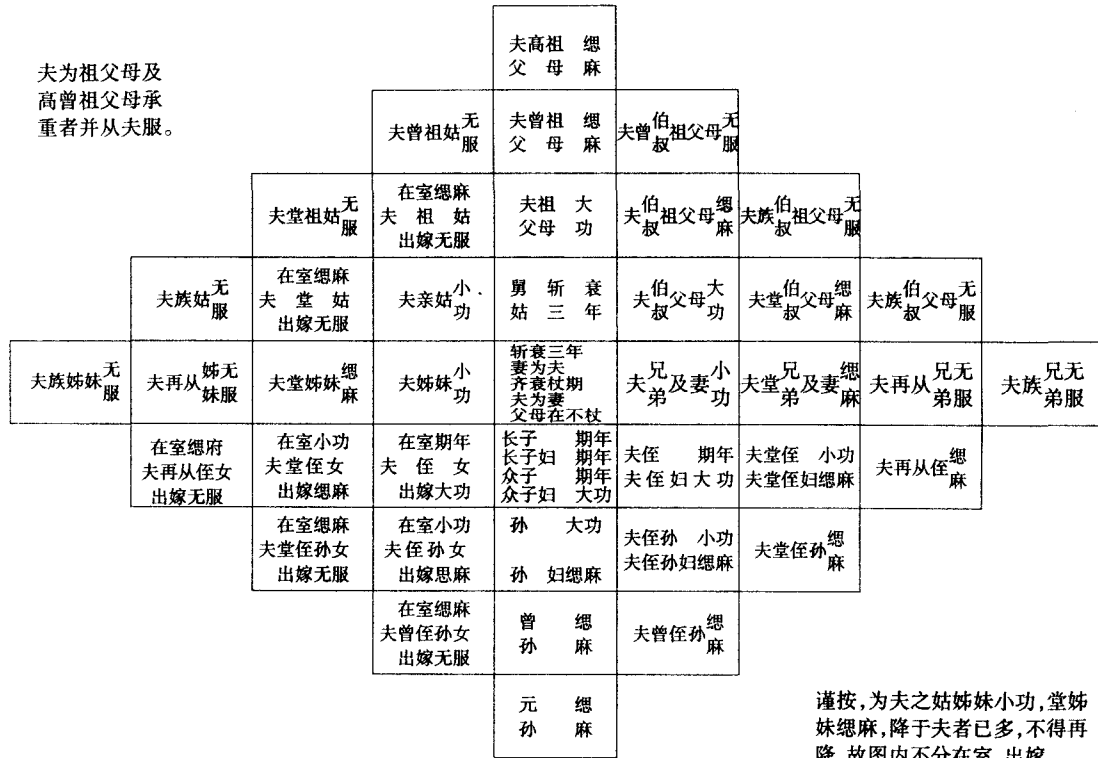 夫高祖 缌
父 母 麻
夫为祖父母及
高曾祖父母承
重者并从夫服。
夫曾祖姑无服
夫曾祖 缌
父 母 麻
夫曾伯叔祖父母无服
夫堂祖姑无服
在室缌麻
夫 祖 姑
出嫁无服
夫祖 大
父母 功
夫伯叔祖父母缌麻
夫族伯叔祖父母无服
夫族姑无服
在室缌麻
夫 堂 姑
出嫁无服
夫亲姑小功
舅 斩 衰
姑 三 年
夫伯叔父母大功
夫堂伯叔父母缌麻
夫族伯叔父母无服
夫族姊妹无服
夫再从姊妹无服
夫堂姊妹缌麻
夫姊妹小功
斩衰三年
妻为夫
齐衰杖期
夫为妻
父母在不杖
夫兄弟及妻小功
夫堂兄弟及妻缌麻
夫再从兄弟无服
夫族兄弟无服
在室缌府
夫再从侄女
出嫁无服
在室小功
夫堂侄女
出嫁缌麻
在室期年
夫 侄 女
出嫁大功
长子 期年
长子妇 期年
众子 期年
众子妇 大功
夫侄 期年
夫侄妇大功
夫堂侄 小功
夫堂侄妇缌麻
夫再从侄缌麻
在室缌麻
夫堂侄孙女
出嫁无服
在室小功
夫侄孙女
出嫁思麻
孙 大功
孙 妇缌麻
夫侄孙 小功
夫侄孙妇缌麻
夫堂侄孙缌麻
在室缌麻
夫曾侄孙女
出嫁无服
曾 缌
孙 麻
夫曾侄孙缌麻
元 缌
孙 麻
谨按,为夫之姑姊妹小功,堂姊
妹缌麻,降于夫者已多,不得再
降,故图内不分在室、出嫁